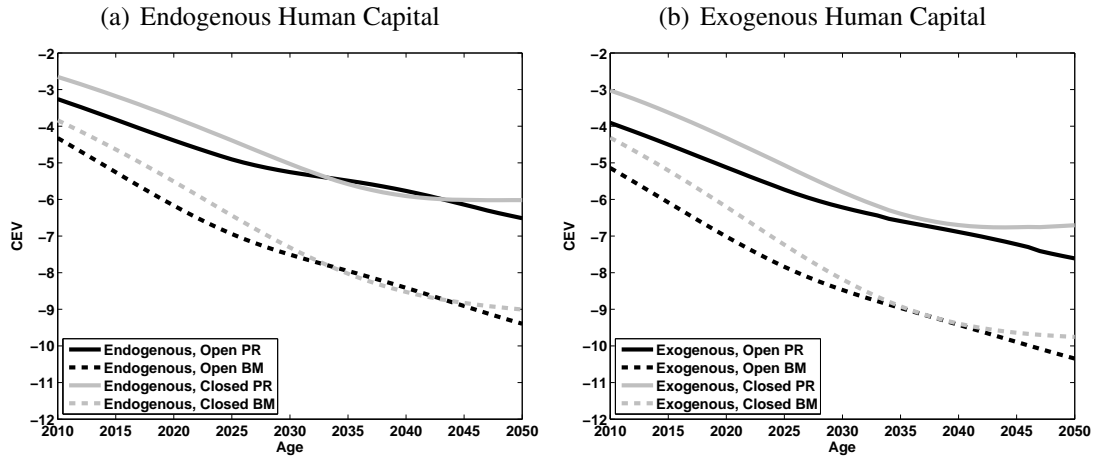 (a) Endogenous Human Capital
−2
−3
−4
−5
−6
−7
−8
−9
−10
−11
−12
CEV
Endogenous, Open PR
Endogenous, Open BM
Endogenous, Closed PR
Endogenous, Closed BM
2010 2015 2020 2025 2030 2035 2040 2045 2050
Age
(b) Exogenous Human Capital
−2
−3
−4
−5
−6
−7
−8
−9
−10
−11
−12
CEV
Exogenous, Open PR
Exogenous, Open BM
Exogenous, Closed PR
Exogenous, Closed BM
2010 2015 2020 2025 2030 2035 2040 2045 2050
Age